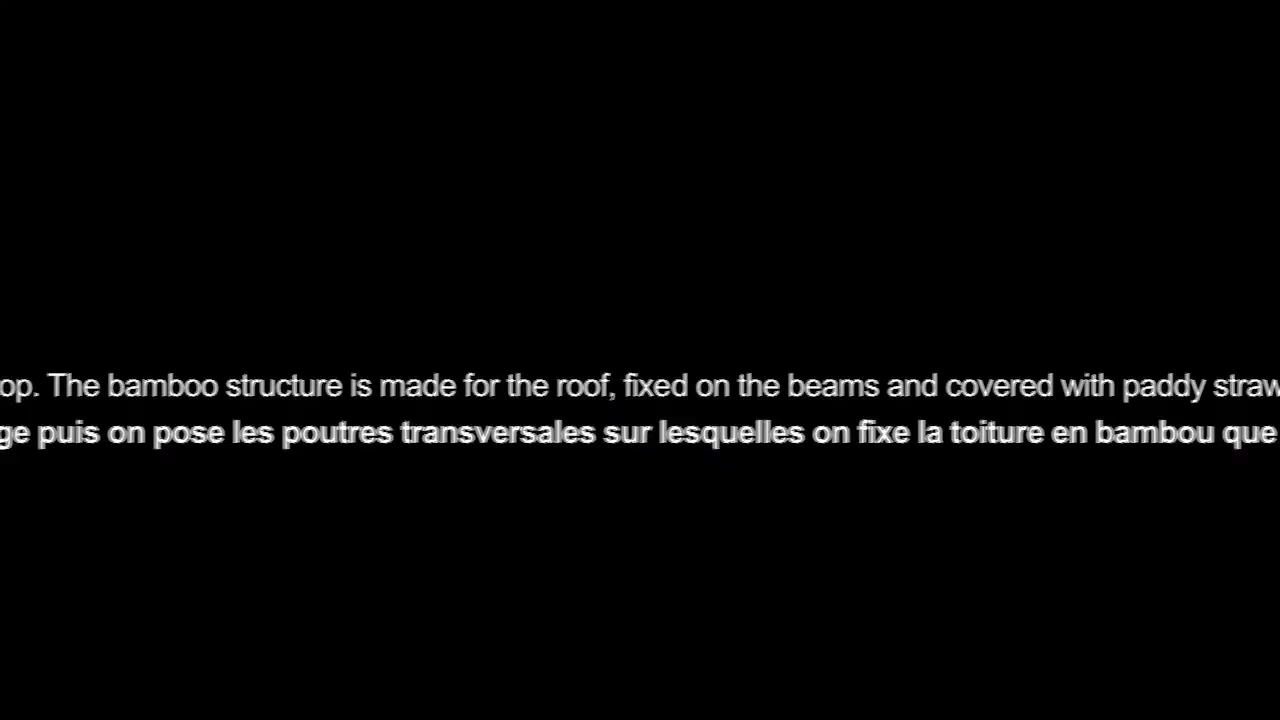 op. The bamboo structure is made for the roof, fixed on the beams and covered with paddy straw
ge puis on pose les poutres transversales sur lesquelles on fixe la toiture en bambou que